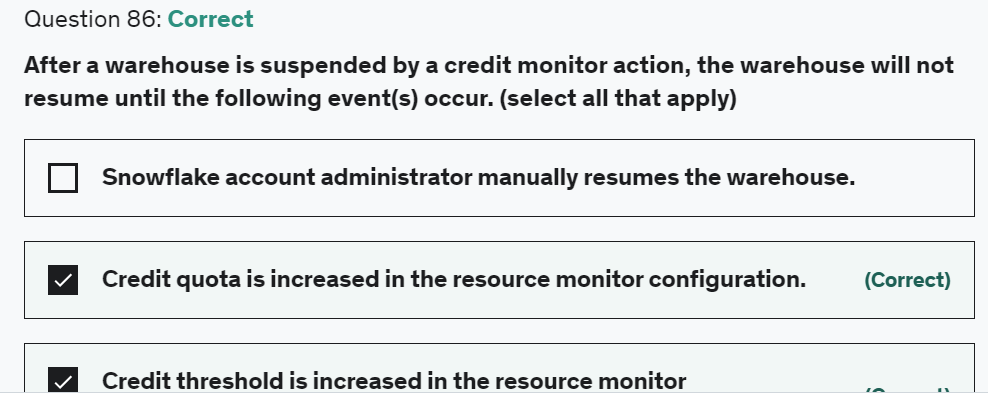 Question 86: Correct
After a warehouse is suspended by a credit monitor action, the warehouse will not
resume until the following event(s) occur. (select all that apply)
Snowflake account administrator manually resumes the warehouse.
Credit quota is increased in the resource monitor configuration. (Correct)
Credit threshold is increased in the resource monitor